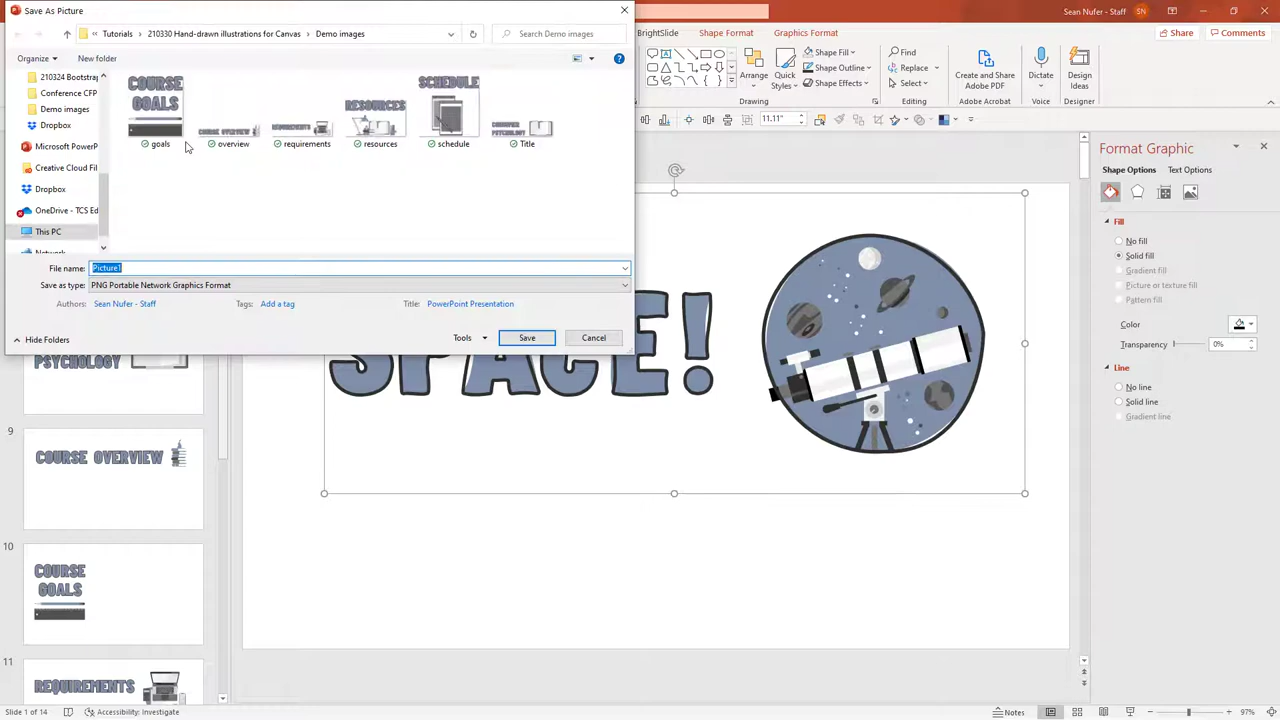 Save As Picture
Sean Nufer - Staff SN
Tutorials 210330 Hand-drawn illustrations for Canvas Demo images
Search Demo images
BrightSlide Shape Format Graphics Format
Share Comments
Organize New folder
Shape Fill
Shape Outline
Shape Effects
Find
Replace
Select
Arrange
Quick Styles
Create and Share Adobe PDF
Dictate
Design Ideas
Drawing
Editing
Adobe Acrobat
Voice
Designer
210324 Bootstrap
Conference CFP
Demo images
Dropbox
Microsoft PowerP
Creative Cloud Fil
Dropbox
OneDrive - TCS Ed
This PC
Network
COURSE GOALS
COURSE OVERVIEW
REQUIREMENTS
RESOURCES
SCHEDULE
PSYCHOLOGY
goals overview requirements resources schedule Title
11.11"
File name: Picture1
Save as type: PNG Portable Network Graphics Format
Authors: Sean Nufer - Staff Tags: Add a tag Title: PowerPoint Presentation
Hide Folders
Tools Save Cancel
PSYCHOLOGY
9
COURSE OVERVIEW
10
COURSE
GOALS
11
REQUIREMENTS
SPACE!
Format Graphic
Shape Options Text Options
Fill
No fill
Solid fill
Gradient fill
Picture or texture fill
Pattern fill
Color
Transparency 0%
Line
No line
Solid line
Gradient line
Slide 1 of 14 Accessibility: Investigate
Notes
97%